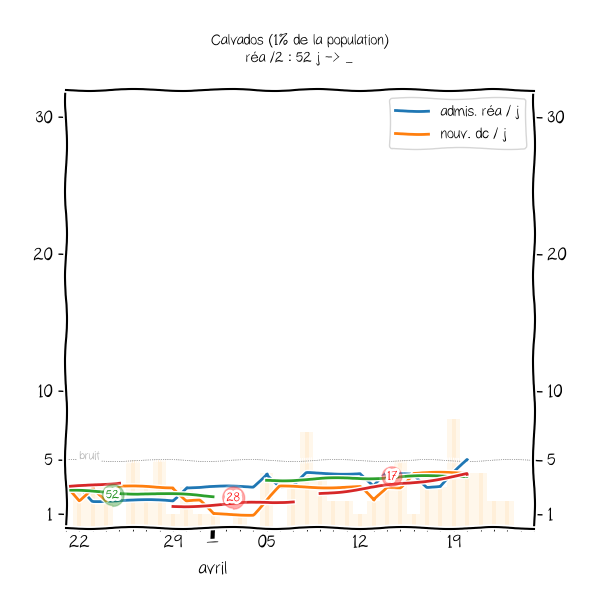 Calvados (1% de la population)
réa /2 : 52 j -> _
admis. réa / j
nouv. dc / j
30 30
20 20
10 10
bruit
5 5
52 28 17
1 1
22 29 1 05 12 19
avril